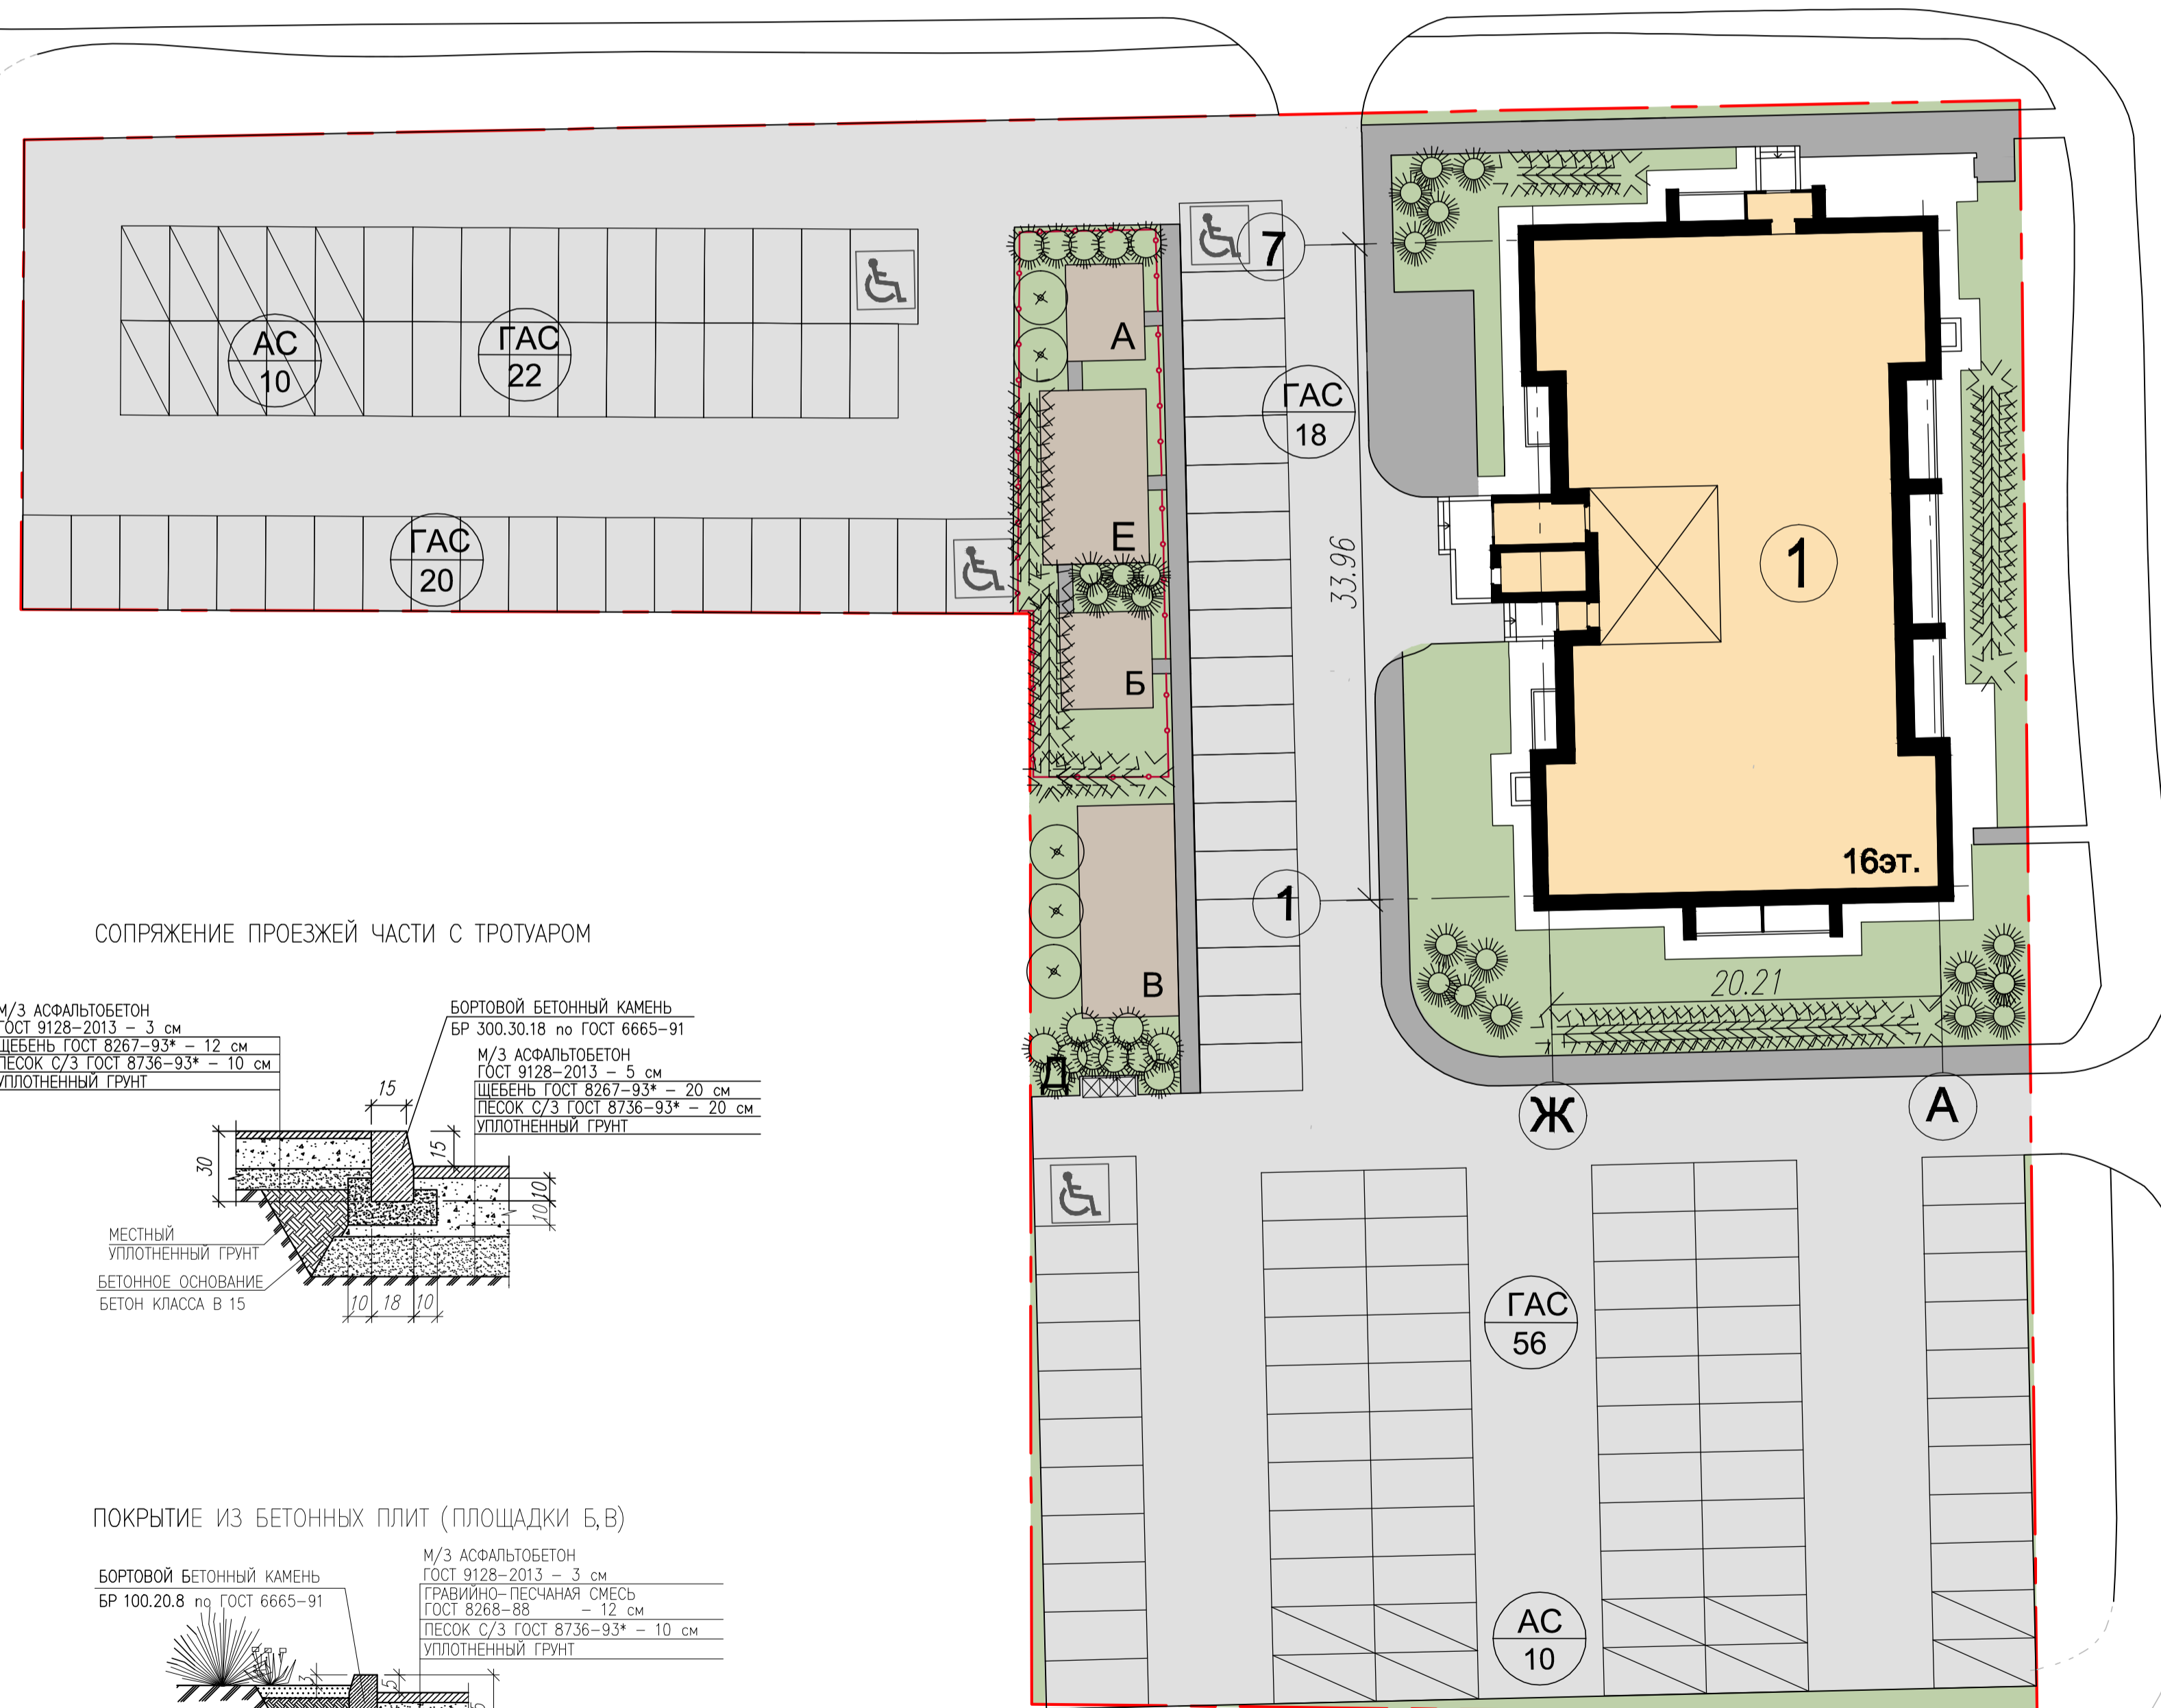 7
А
АС
10
ГАС
22
ГАС
18
Е
ГАС
20
33.96
1
Б
16эт.
1
В
20.21
Д
Ж
А
ГАС
56
АС
10
СОПРЯЖЕНИЕ ПРОЕЗЖЕЙ ЧАСТИ С ТРОТУАРОМ
М/З АСФАЛЬТОБЕТОН
ГОСТ 9128-2013 - 3 см
ЩЕБЕНЬ ГОСТ 8267-93* - 12 см
ПЕСОК С/З ГОСТ 8736-93* - 10 см
УПЛОТНЕННЫЙ ГРУНТ
БОРТОВОЙ БЕТОННЫЙ КАМЕНЬ
БР 300.30.18 по ГОСТ 6665-91
М/З АСФАЛЬТОБЕТОН
ГОСТ 9128-2013 - 5 см
ЩЕБЕНЬ ГОСТ 8267-93* - 20 см
ПЕСОК С/З ГОСТ 8736-93* - 20 см
УПЛОТНЕННЫЙ ГРУНТ
15
15
30
10
10
МЕСТНЫЙ
УПЛОТНЕННЫЙ ГРУНТ
БЕТОННОЕ ОСНОВАНИЕ
БЕТОН КЛАССА В 15
10 18 10
ПОКРЫТИЕ ИЗ БЕТОННЫХ ПЛИТ (ПЛОЩАДКИ Б,В)
БОРТОВОЙ БЕТОННЫЙ КАМЕНЬ
БР 100.20.8 по ГОСТ 6665-91
М/З АСФАЛЬТОБЕТОН
ГОСТ 9128-2013 - 3 см
ГРАВИЙНО-ПЕСЧАНАЯ СМЕСЬ
ГОСТ 8268-88 - 12 см
ПЕСОК С/З ГОСТ 8736-93* - 10 см
УПЛОТНЕННЫЙ ГРУНТ
3
5